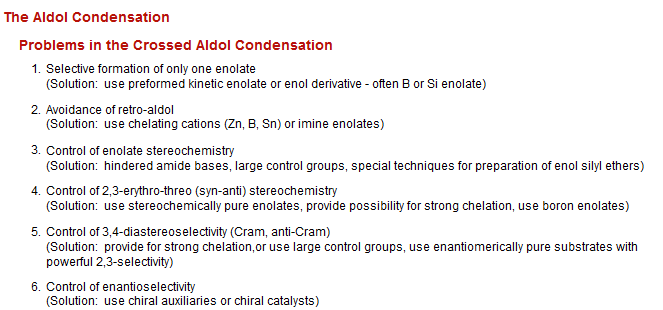 The Aldol Condensation
Problems in the Crossed Aldol Condensation
1. Selective formation of only one enolate
(Solution: use preformed kinetic enolate or enol derivative - often B or Si enolate)
2. Avoidance of retro-aldol
(Solution: use chelating cations (Zn, B, Sn) or imine enolates)
3. Control of enolate stereochemistry
(Solution: hindered amide bases, large control groups, special techniques for preparation of enol silyl ethers)
4. Control of 2,3-erythro-threo (syn-anti) stereochemistry
(Solution: use stereochemically pure enolates, provide possibility for strong chelation, use boron enolates)
5. Control of 3,4-diastereoselectivity (Cram, anti-Cram)
(Solution: provide for strong chelation,or use large control groups, use enantiomerically pure substrates with
powerful 2,3-selectivity)
6. Control of enantioselectivity
(Solution: use chiral auxiliaries or chiral catalysts)